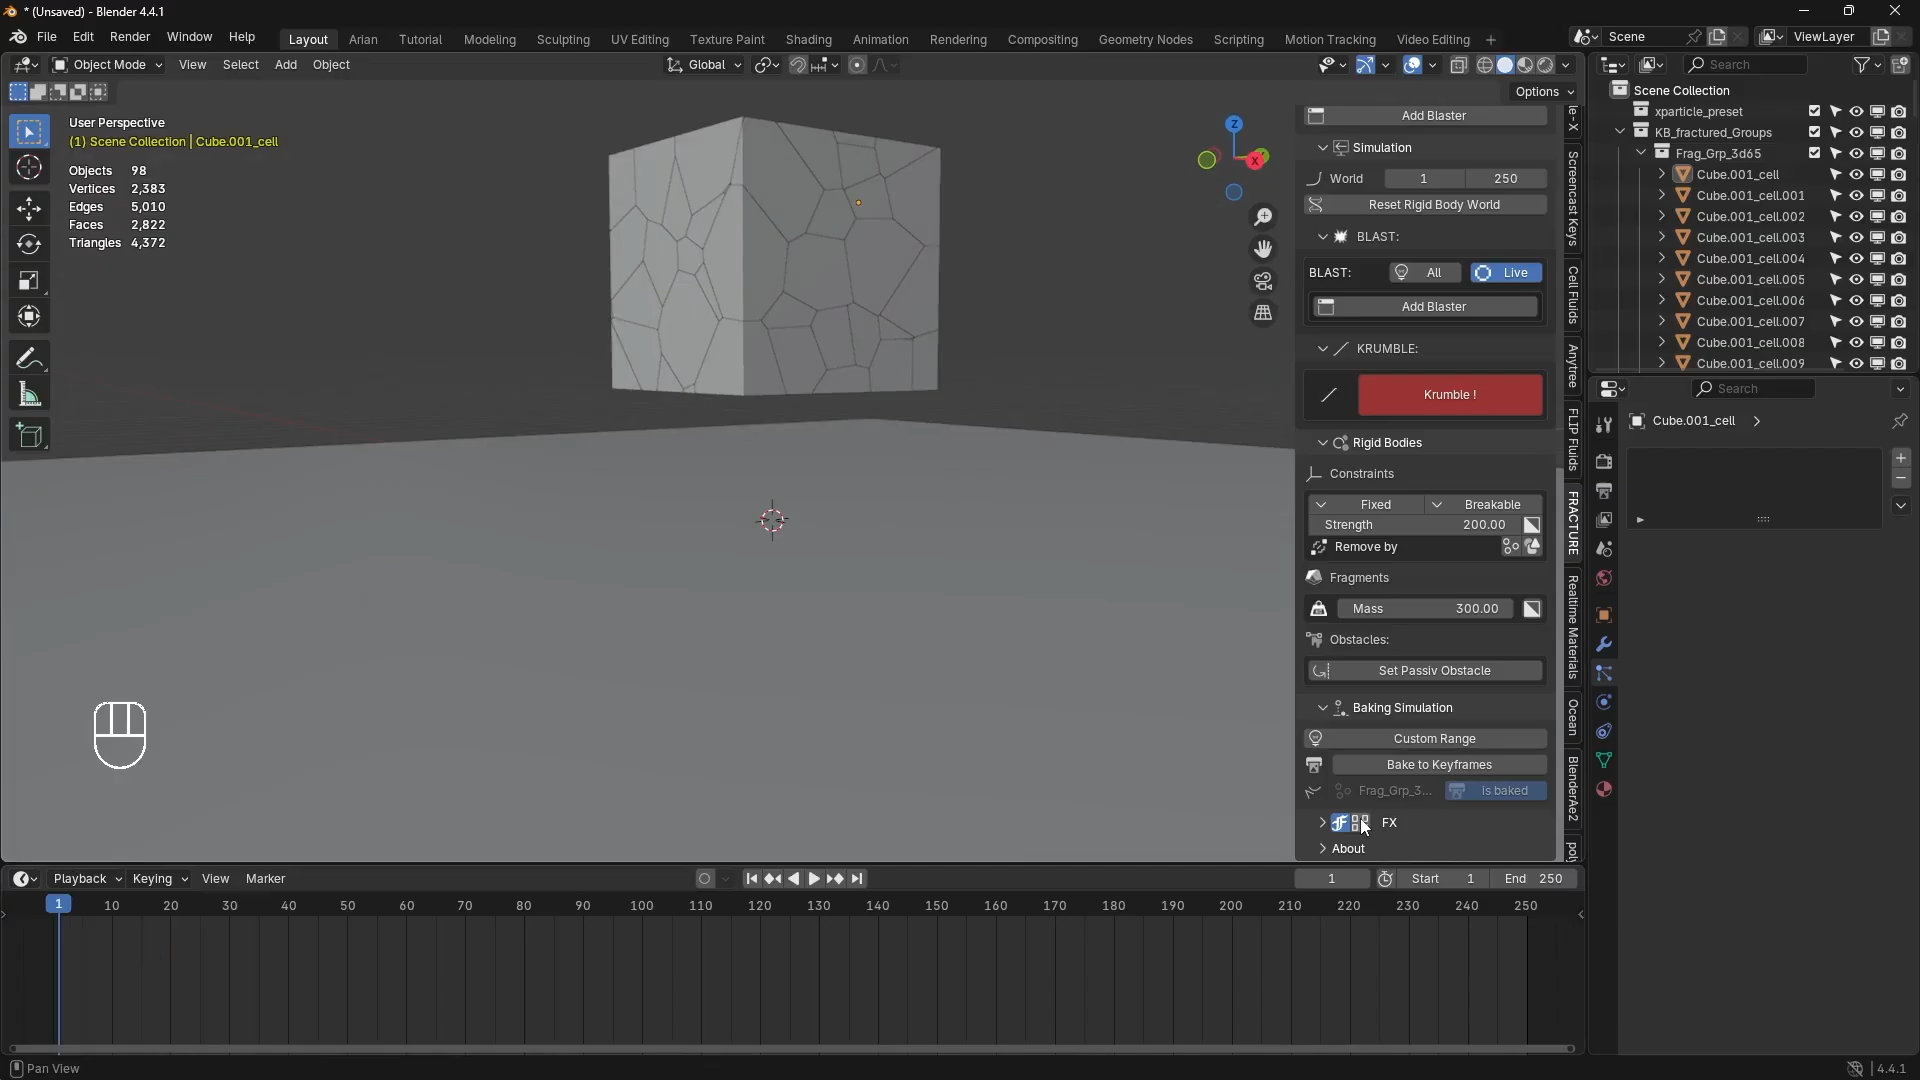 * (Unsaved) - Blender 4.4.1
File Edit Render Window Help
Layout Arian Tutorial Modeling Sculpting UV Editing Texture Paint Shading Animation Rendering Compositing Geometry Nodes Scripting Motion Tracking Video Editing +
Scene
ViewLayer
Object Mode View Select Add Object
Global
Options
Search
User Perspective
(1) Scene Collection | Cube.001_cell
Objects 98
Vertices 2,383
Edges 5,010
Faces 2,822
Triangles 4,372
Z
X
Add Blaster
Simulation
World 1 250
Reset Rigid Body World
BLAST:
BLAST: All Live
Add Blaster
KRUMBLE:
Krumble !
Rigid Bodies
Constraints
Fixed Breakable
Strength 200.00
Remove by
Fragments
Mass 300.00
Obstacles:
Set Passiv Obstacle
Baking Simulation
Custom Range
Bake to Keyframes
Frag_Grp_3... is baked
FX
About
le - X
Screencast Keys
Cell Fluids
Anytree
FLIP Fluids
FRACTURE
Realtime Materials
Ocean
BlenderAe2
poly
Scene Collection
xparticle_preset
KB_fractured_Groups
Frag_Grp_3d65
Cube.001_cell
Cube.001_cell.001
Cube.001_cell.002
Cube.001_cell.003
Cube.001_cell.004
Cube.001_cell.005
Cube.001_cell.006
Cube.001_cell.007
Cube.001_cell.008
Cube.001_cell.009
Search
Cube.001_cell
Playback Keying View Marker
1 Start 1 End 250
1 10 20 30 40 50 60 70 80 90 100 110 120 130 140 150 160 170 180 190 200 210 220 230 240 250
Pan View
4.4.1